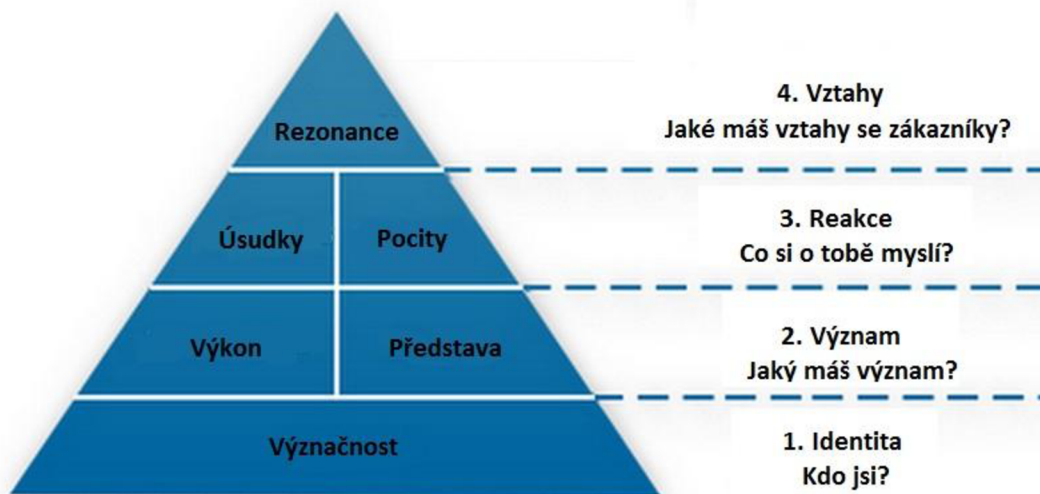 Rezonance
4. Vztahy
Jaké máš vztahy se zákazníky?
Úsudky
Pocity
3. Reakce
Co si o tobě myslí?
Výkon
Představa
2. Význam
Jaký máš význam?
Význačnost
1. Identita
Kdo jsi?